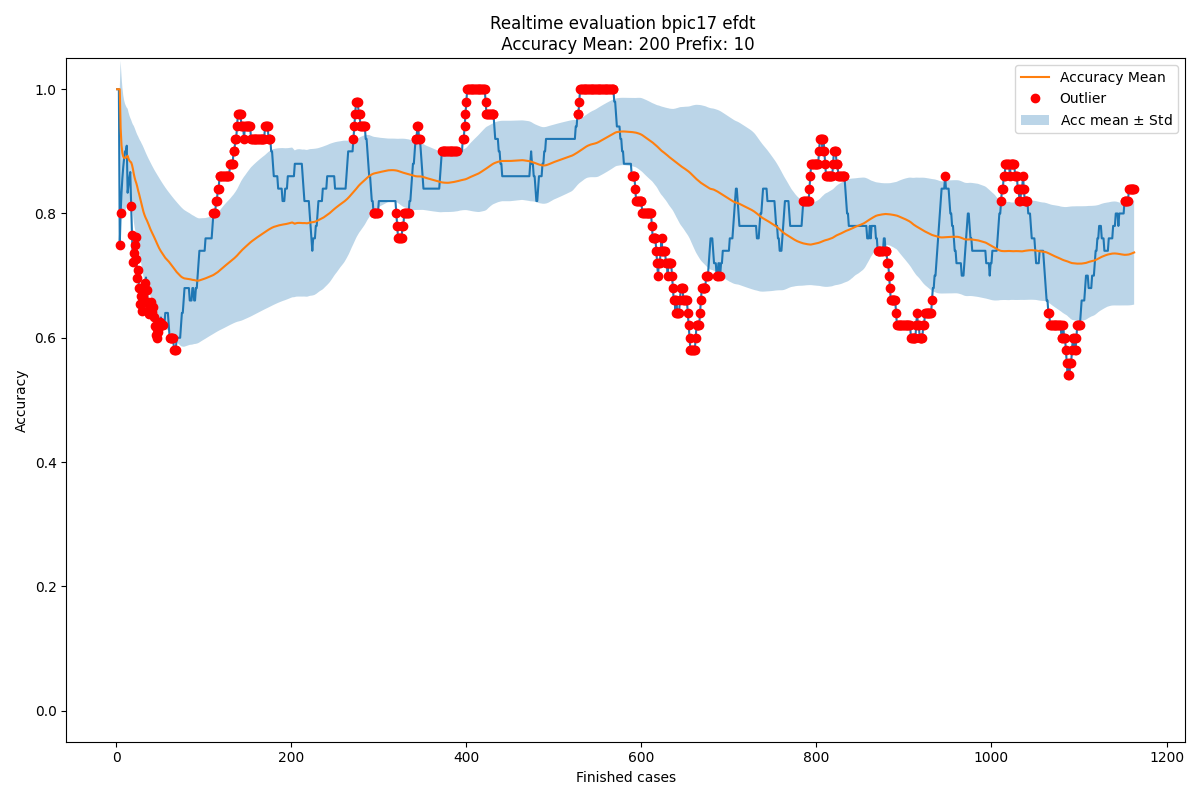 Realtime evaluation bpic17 efdt
Accuracy Mean: 200 Prefix: 10
Accuracy Mean
Outlier
Acc mean ± Std
Accuracy
1.0
0.8
0.6
0.4
0.2
0.0
0 200 400 600 800 1000 1200
Finished cases